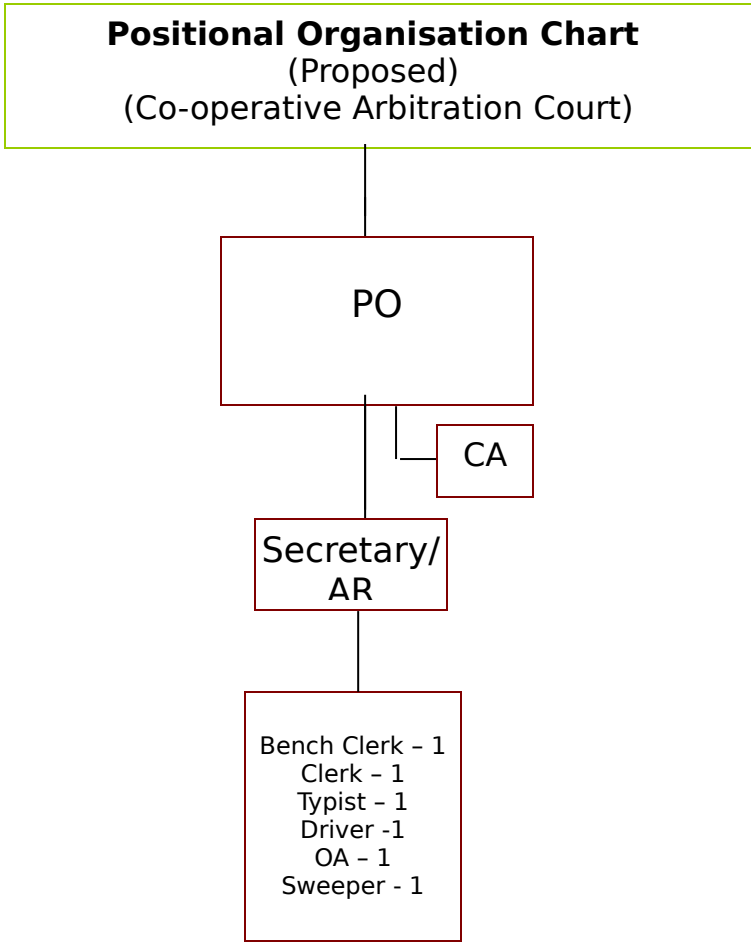 Positional Organisation Chart
(Proposed)
(Co-operative Arbitration Court)
PO
CA
Secretary/
AR
Bench Clerk – 1
Clerk – 1
Typist – 1
Driver -1
OA – 1
Sweeper - 1